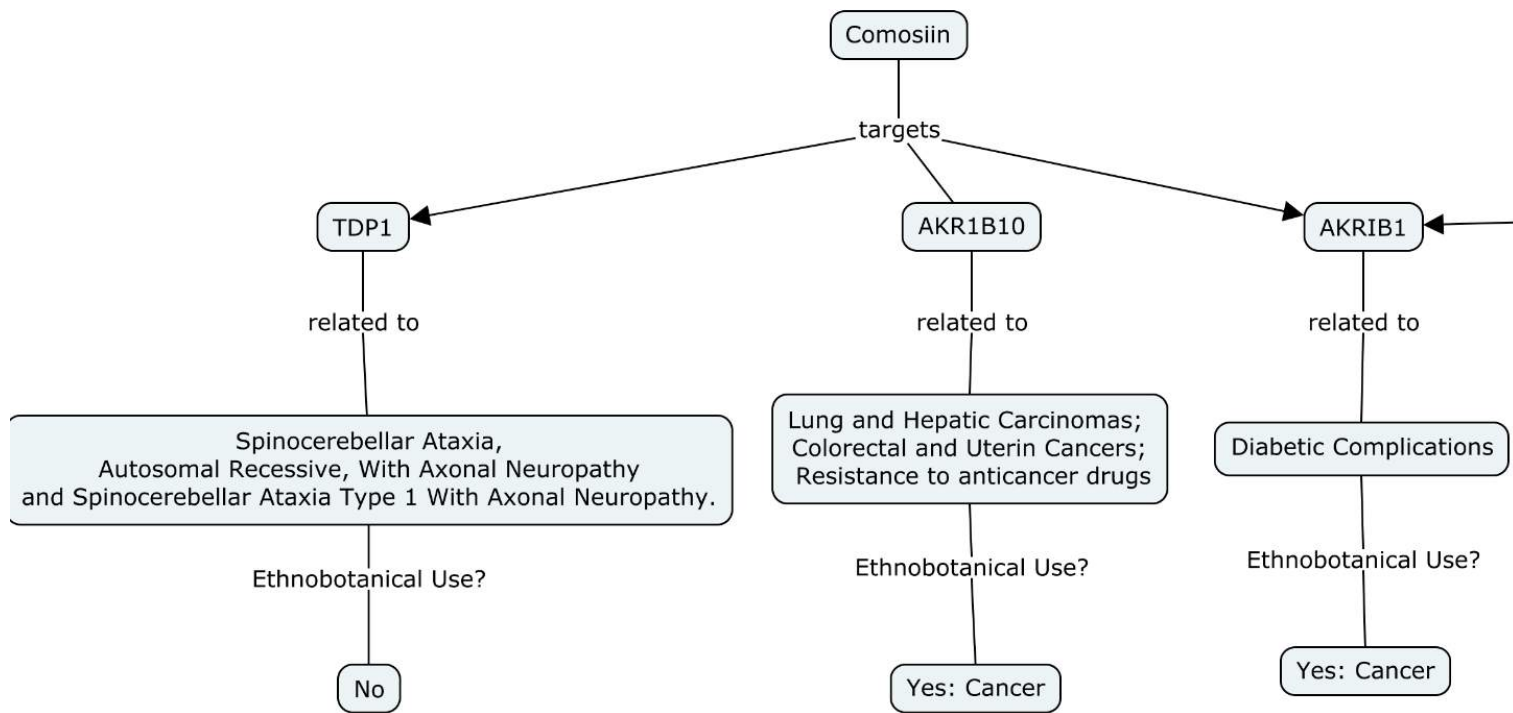 Comosiin
targets
TDP1
AKR1B10
AKRIB1
related to
related to
related to
Spinocerebellar Ataxia,
Autosomal Recessive, With Axonal Neuropathy
and Spinocerebellar Ataxia Type 1 With Axonal Neuropathy.
Lung and Hepatic Carcinomas;
Colorectal and Uterin Cancers;
Resistance to anticancer drugs
Diabetic Complications
Ethnobotanical Use?
Ethnobotanical Use?
Ethnobotanical Use?
No
Yes: Cancer
Yes: Cancer